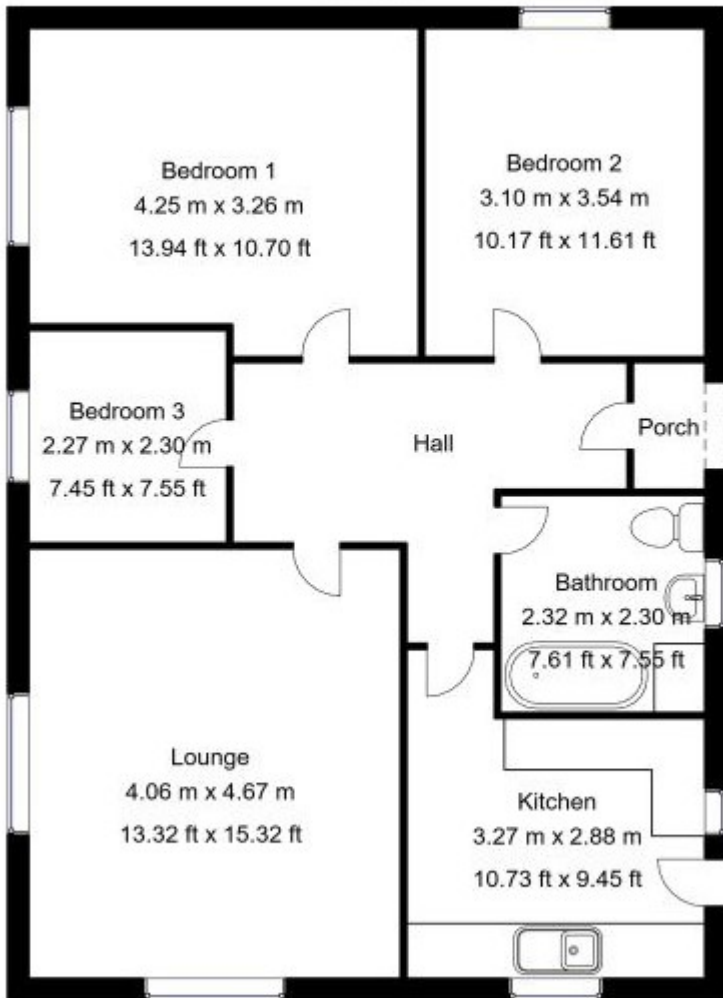 Bedroom 1
4.25 m x 3.26 m
13.94 ft x 10.70 ft
Bedroom 2
3.10 m x 3.54 m
10.17 ft x 11.61 ft
Bedroom 3
2.27 m x 2.30 m
7.45 ft x 7.55 ft
Hall
Porch
Bathroom
2.32 m x 2.30 m
7.61 ft x 7.55 ft
Lounge
4.06 m x 4.67 m
13.32 ft x 15.32 ft
Kitchen
3.27 m x 2.88 m
10.73 ft x 9.45 ft